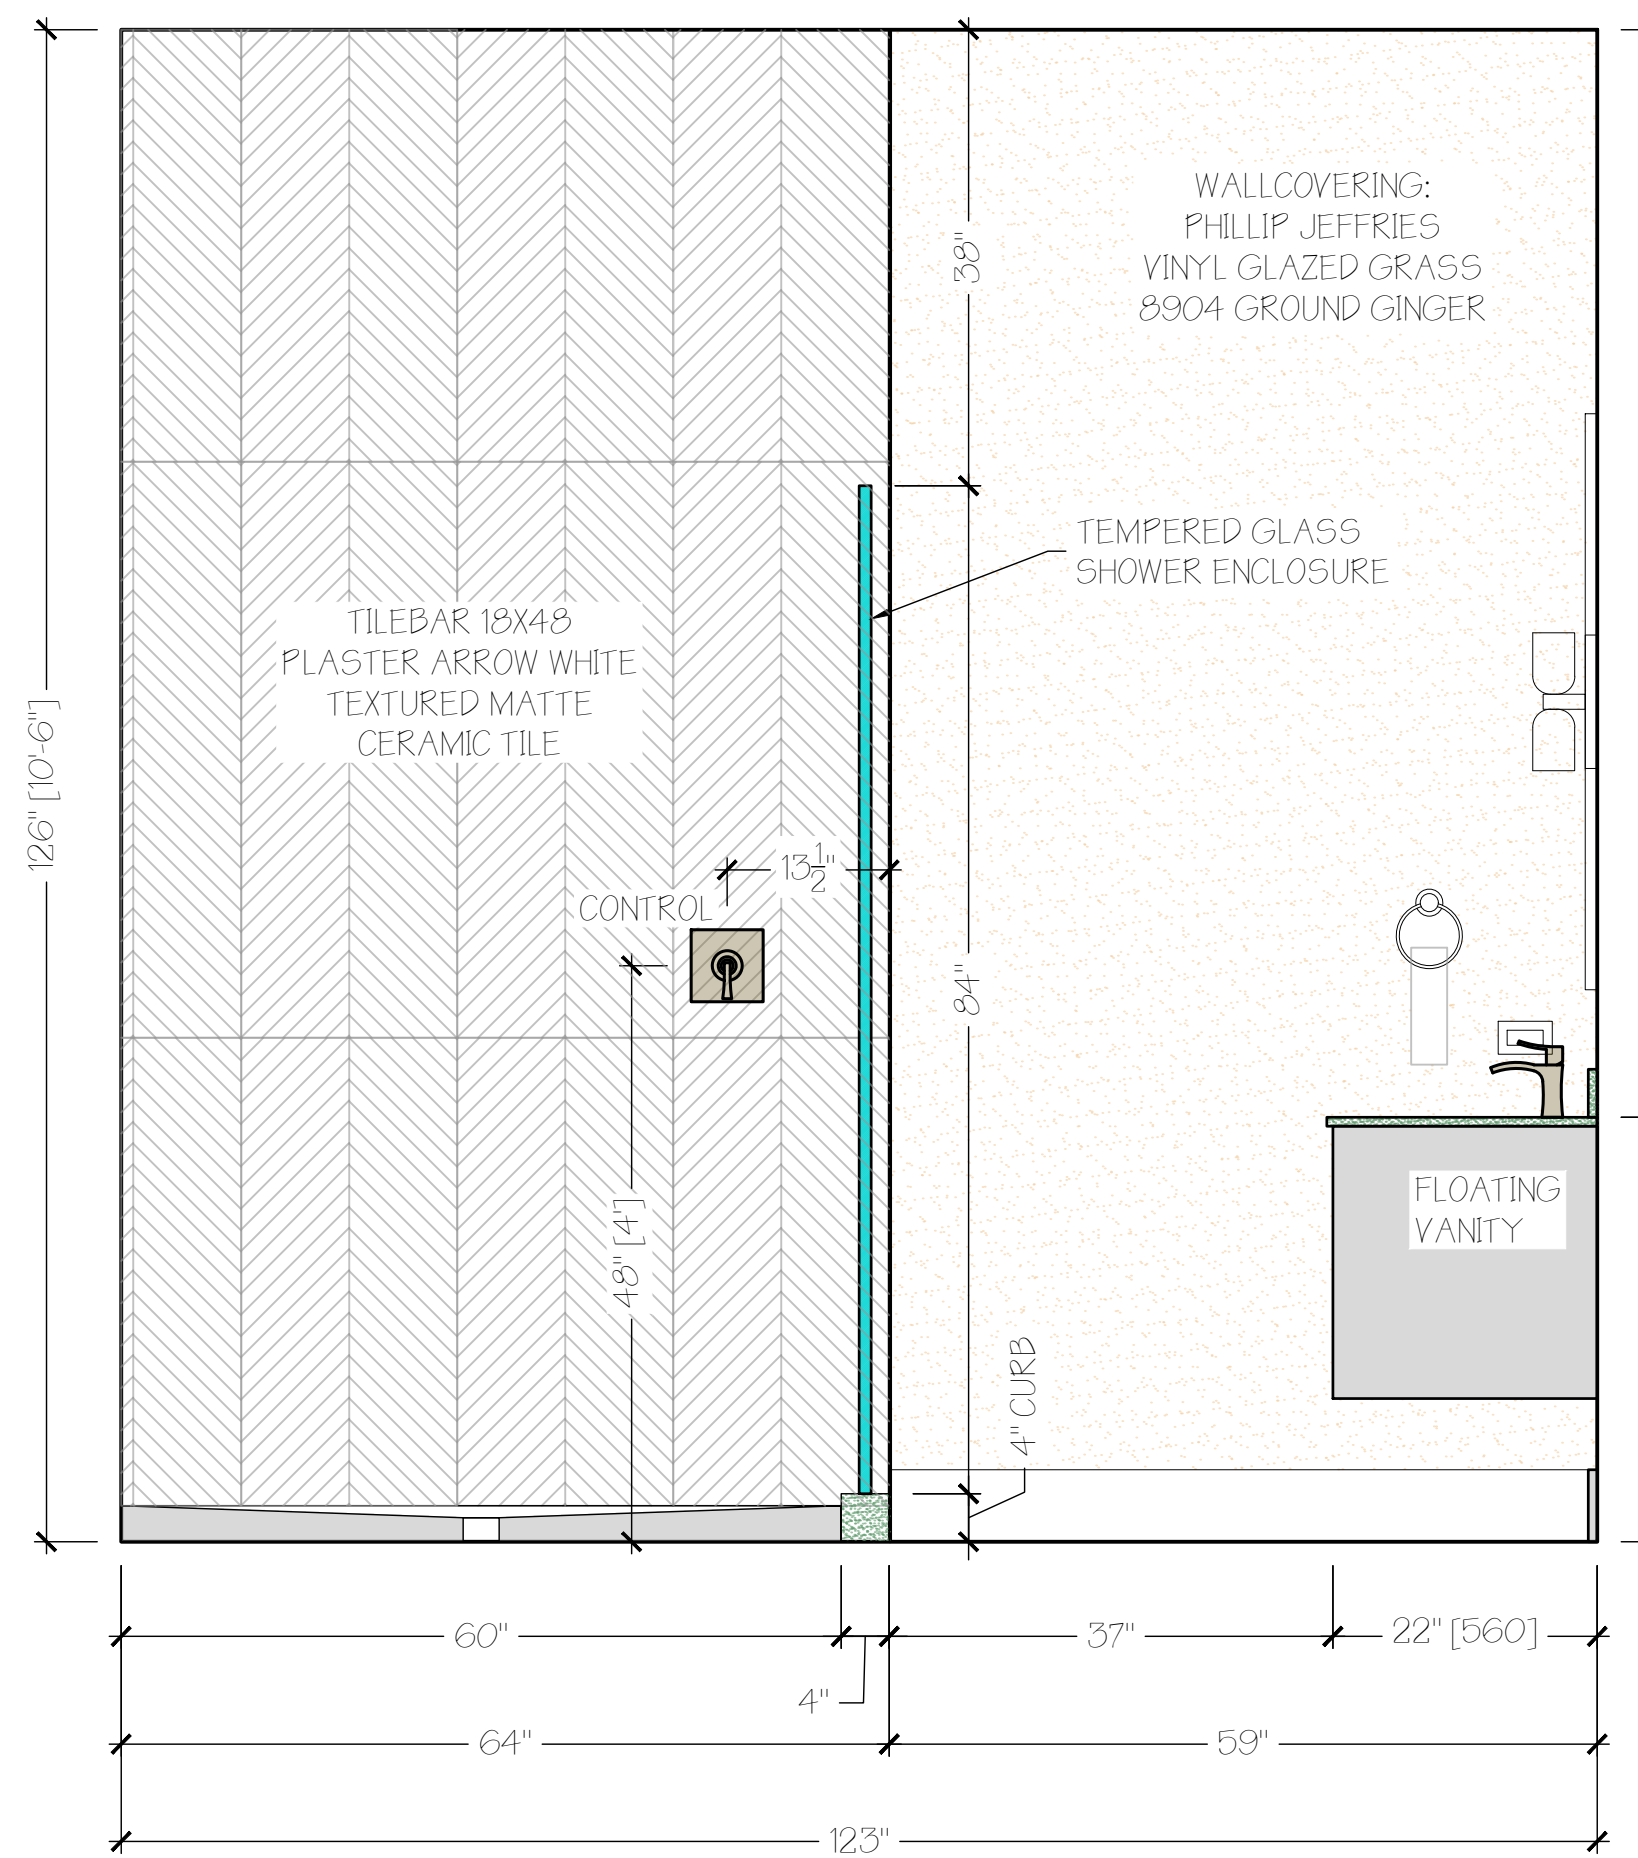 WALLCOVERING:
PHILLIP JEFFRIES
VINYL GLAZED GRASS
8904 GROUND GINGER
38"
TEMPERED GLASS
SHOWER ENCLOSURE
TILEBAR 18X48
PLASTER ARROW WHITE
TEXTURED MATTE
CERAMIC TILE
126" [10'-6"]
13 1/2"
CONTROL
84"
48" [4']
FLOATING
VANITY
4" CURB
60"
37"
22" [560]
4"
64"
59"
123"